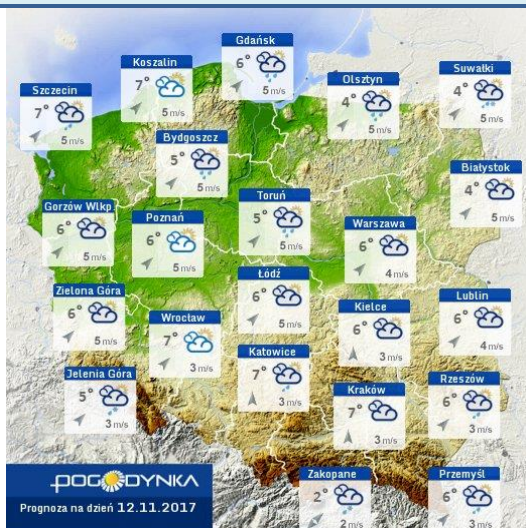 Gdańsk
6°
5 m/s
Koszalin
7°
5 m/s
Suwałki
4°
5 m/s
Olsztyn
4°
5 m/s
Szczecin
7°
5 m/s
Bydgoszcz
5°
5 m/s
Białystok
4°
5 m/s
Toruń
5°
5 m/s
Gorzów Wlkp
6°
5 m/s
Poznań
6°
5 m/s
Warszawa
6°
4 m/s
Łódź
6°
5 m/s
Zielona Góra
6°
5 m/s
Lublin
6°
4 m/s
Kielce
6°
3 m/s
Wrocław
7°
3 m/s
Katowice
7°
3 m/s
Jelenia Góra
5°
3 m/s
Rzeszów
6°
3 m/s
Kraków
7°
3 m/s
Zakopane
2°
3 m/s
Przemyśl
6°
3 m/s
POGODYNKA
Prognoza na dzień 12.11.2017